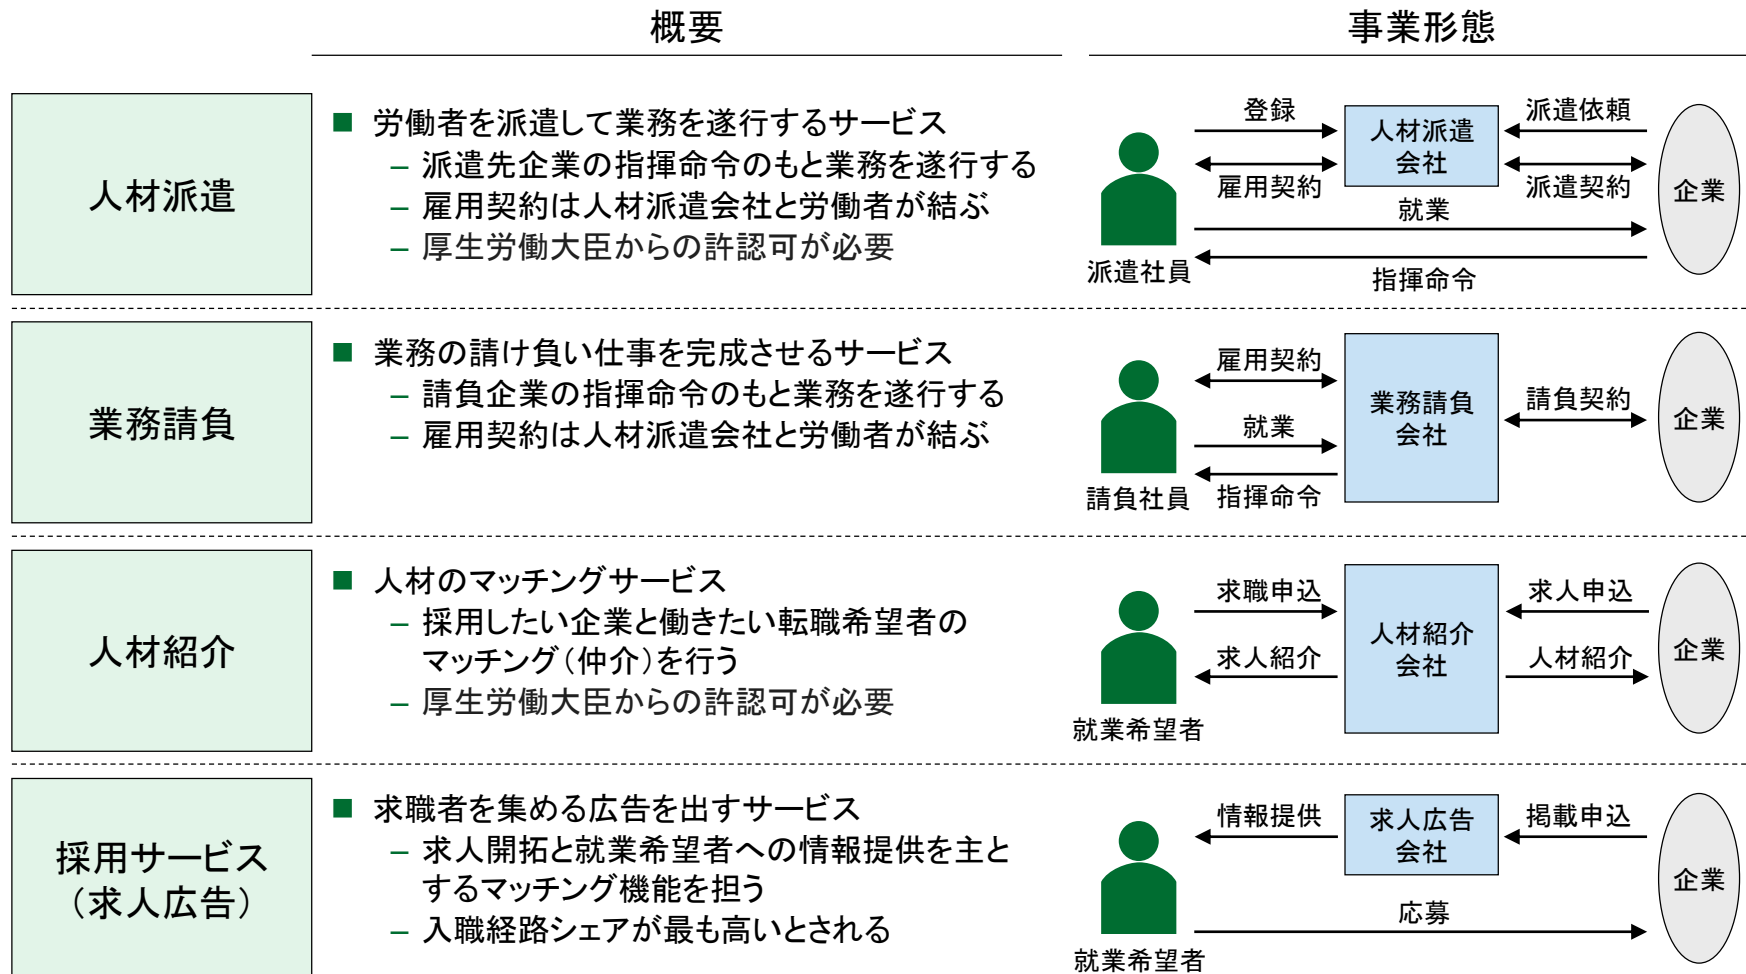 概要
事業形態
人材派遣
■ 労働者を派遣して業務を遂行するサービス
– 派遣先企業の指揮命令のもと業務を遂行する
– 雇用契約は人材派遣会社と労働者が結ぶ
– 厚生労働大臣からの許認可が必要
派遣社員
登録
雇用契約
人材派遣
会社
派遣依頼
派遣契約
就業
指揮命令
企業
業務請負
■ 業務の請け負い仕事を完成させるサービス
– 請負企業の指揮命令のもと業務を遂行する
– 雇用契約は人材派遣会社と労働者が結ぶ
請負社員
雇用契約
就業
指揮命令
業務請負
会社
請負契約
企業
人材紹介
■ 人材のマッチングサービス
– 採用したい企業と働きたい転職希望者の
マッチング(仲介)を行う
– 厚生労働大臣からの許認可が必要
就業希望者
求職申込
求人紹介
人材紹介
会社
求人申込
人材紹介
企業
採用サービス
(求人広告)
■ 求職者を集める広告を出すサービス
– 求人開拓と就業希望者への情報提供を主と
するマッチング機能を担う
– 入職経路シェアが最も高いとされる
就業希望者
情報提供
求人広告
会社
掲載申込
応募
企業